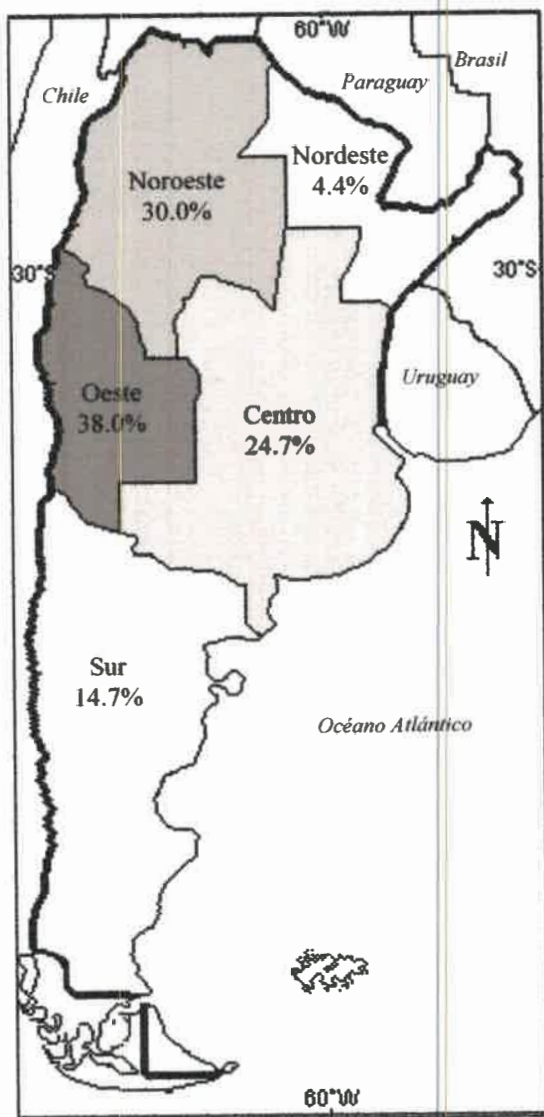 60°W
Brasil
Paraguay
Chile
Nordeste
4.4%
Noroeste
30.0%
30°S
30°S
Oeste
38.0%
Uruguay
Centro
24.7%
N
Sur
14.7%
Océano Atlántico
60°W